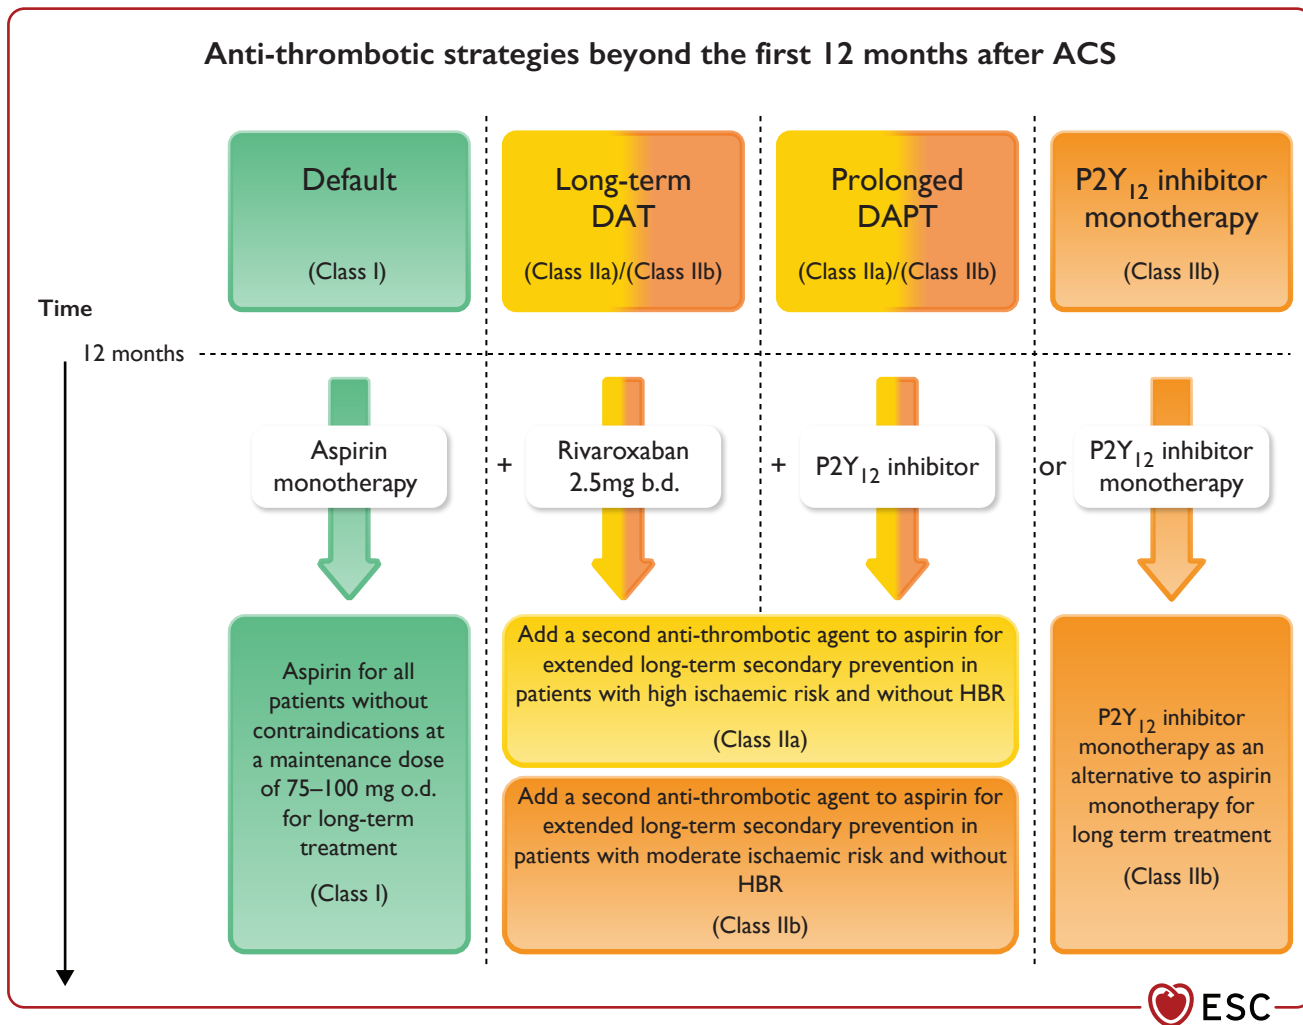 Anti-thrombotic strategies beyond the first 12 months after ACS
Default
(Class I)
Long-term
DAT
(Class IIa)/(Class IIb)
Prolonged
DAPT
(Class IIa)/(Class IIb)
P2Y12 inhibitor
monotherapy
(Class IIb)
Time
12 months
Aspirin
monotherapy
+
Rivaroxaban
2.5mg b.d.
+
P2Y12 inhibitor
or
P2Y12 inhibitor
monotherapy
Aspirin for all
patients without
contraindications at
a maintenance dose
of 75–100 mg o.d.
for long-term
treatment
(Class I)
Add a second anti-thrombotic agent to aspirin for
extended long-term secondary prevention in
patients with high ischaemic risk and without HBR
(Class IIa)
Add a second anti-thrombotic agent to aspirin for
extended long-term secondary prevention in
patients with moderate ischaemic risk and without
HBR
(Class IIb)
P2Y12 inhibitor
monotherapy as an
alternative to aspirin
monotherapy for
long term treatment
(Class IIb)
ESC